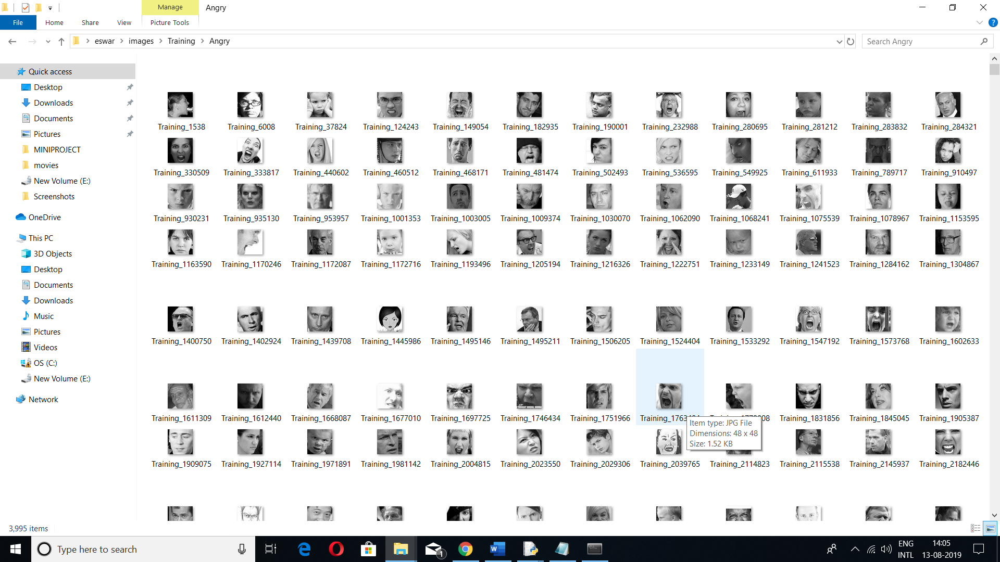 Manage
Angry
File
Home
Share
View
Picture Tools
eswar
images
Training
Angry
Search Angry
Quick access
Desktop
Downloads
Documents
Pictures
MINIPROJECT
movies
New Volume (E:)
Screenshots
OneDrive
This PC
3D Objects
Desktop
Documents
Downloads
Music
Pictures
Videos
OS (C:)
New Volume (E:)
Network
Training_1538 Training_6008 Training_37824 Training_124243 Training_149054 Training_182935 Training_190001 Training_232988 Training_280695 Training_281212 Training_283832 Training_284321
Training_330509 Training_333817 Training_440602 Training_460512 Training_468171 Training_481474 Training_502493 Training_536595 Training_549925 Training_611933 Training_789717 Training_910497
Training_930231 Training_935130 Training_953957 Training_1001353 Training_1003005 Training_1009374 Training_1030070 Training_1062090 Training_1068241 Training_1075539 Training_1078967 Training_1153595
Training_1163590 Training_1170246 Training_1172087 Training_1172716 Training_1193496 Training_1205194 Training_1216326 Training_1222751 Training_1233149 Training_1241523 Training_1284162 Training_1304867
Training_1400750 Training_1402924 Training_1439708 Training_1445986 Training_1495146 Training_1495211 Training_1506205 Training_1524404 Training_1533292 Training_1547192 Training_1573768 Training_1602633
Training_1611309 Training_1612440 Training_1668087 Training_1677010 Training_1697725 Training_1746434 Training_1751966 Training_1831856 Training_1845045 Training_1905387
Item type: JPG File
Dimensions: 48 x 48
Size: 1.52 KB
Training_1909075 Training_1927114 Training_1971891 Training_1981142 Training_2004815 Training_2023550 Training_2029306 Training_2039765 Training_2114823 Training_2115538 Training_2145937 Training_2182446
3,995 items
Type here to search
1
ENG
INTL
14:05
13-08-2019